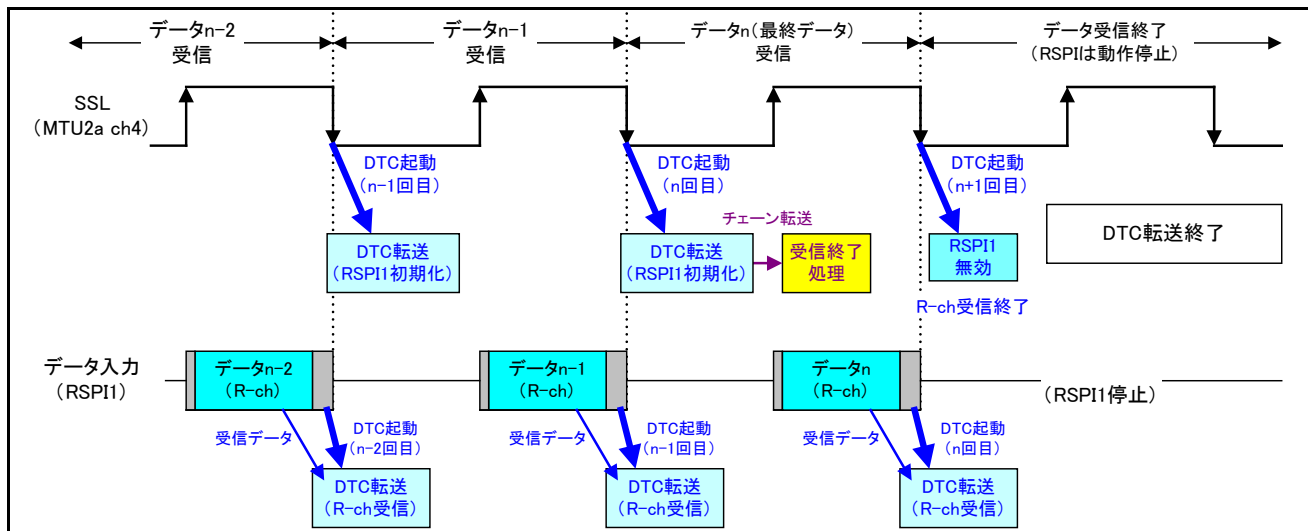 データn-2
受信
データn-1
受信
データn(最終データ)
受信
データ受信終了
(RSPIは動作停止)
SSL
(MTU2a ch4)
DTC起動
(n-1回目)
DTC起動
(n回目)
DTC起動
(n+1回目)
チェーン転送
DTC転送
(RSPI1初期化)
DTC転送
(RSPI1初期化)
受信終了
処理
RSPI1
無効
DTC転送終了
R-ch受信終了
データ入力
(RSPI1)
データn-2
(R-ch)
データn-1
(R-ch)
データn
(R-ch)
(RSPI1停止)
受信データ
DTC起動
(n-2回目)
受信データ
DTC起動
(n-1回目)
受信データ
DTC起動
(n回目)
DTC転送
(R-ch受信)
DTC転送
(R-ch受信)
DTC転送
(R-ch受信)